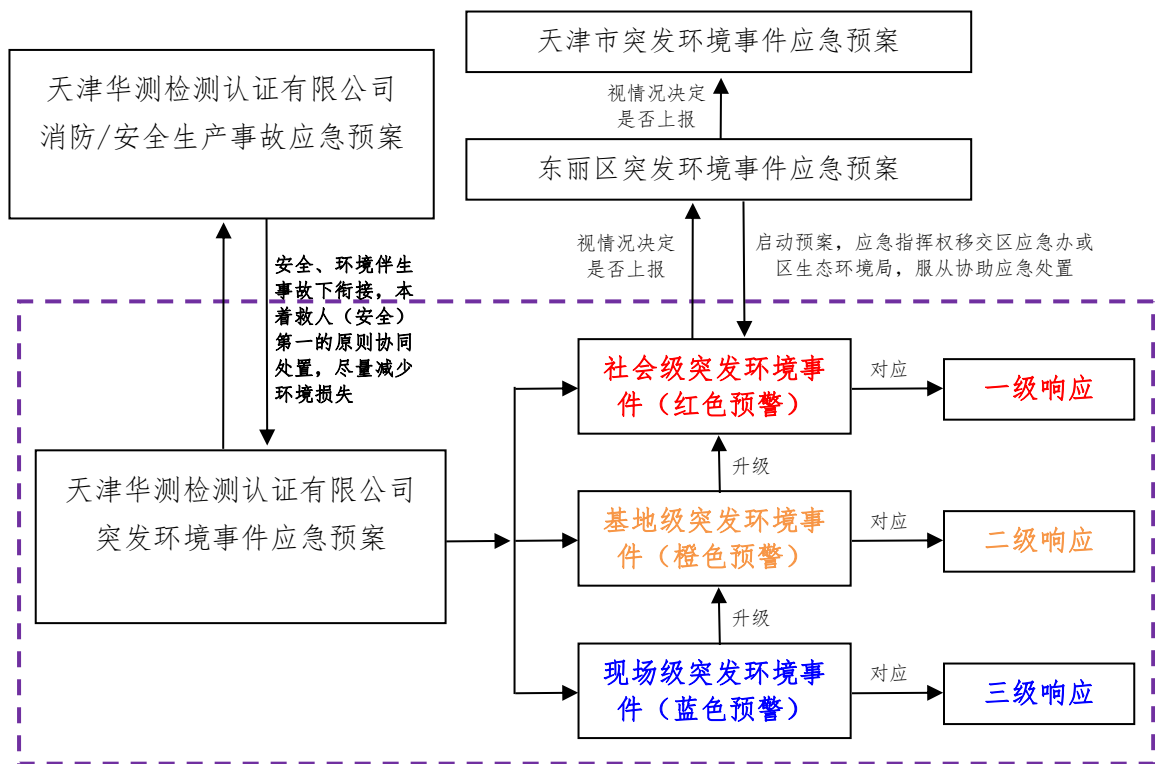 天津市突发环境事件应急预案
天津华测检测认证有限公司
消防/安全生产事故应急预案
视情况决定
是否上报
东丽区突发环境事件应急预案
视情况决定
是否上报
启动预案，应急指挥权移交区应急办或
区生态环境局，服从协助应急处置
安全、环境伴生
事故下衔接，本
着救人（安全）
第一的原则协同
处置，尽量减少
环境损失
社会级突发环境事
件（红色预警）
对应
一级响应
升级
天津华测检测认证有限公司
突发环境事件应急预案
基地级突发环境事
件（橙色预警）
对应
二级响应
升级
现场级突发环境事
件（蓝色预警）
对应
三级响应